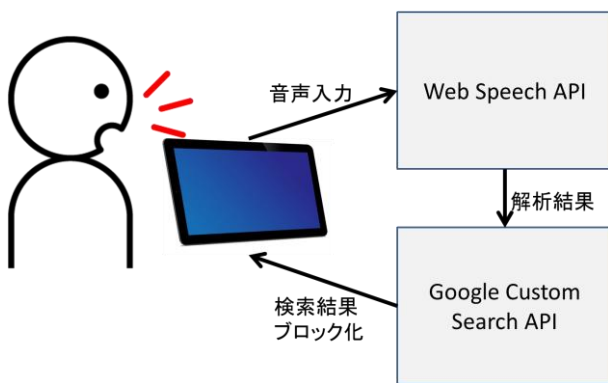 音声入力
Web Speech API
解析結果
Google Custom
Search API
検索結果
ブロック化